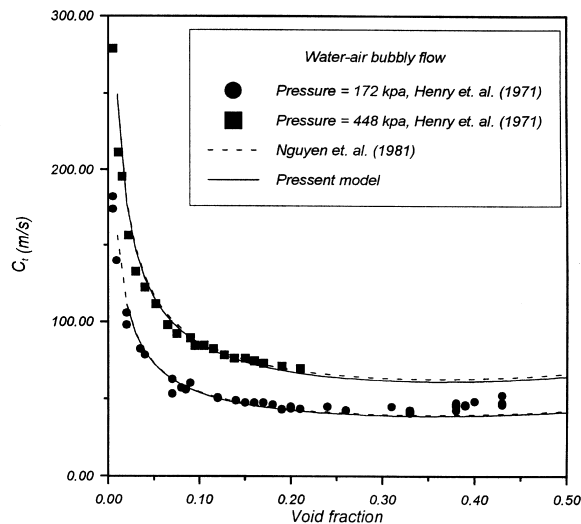 300.00
200.00
100.00
0.00
C_t (m/s)
Water-air bubbly flow
Pressure = 172 kpa, Henry et. al. (1971)
Pressure = 448 kpa, Henry et. al. (1971)
Nguyen et. al. (1981)
Pressent model
0.00 0.10 0.20 0.30 0.40 0.50
Void fraction